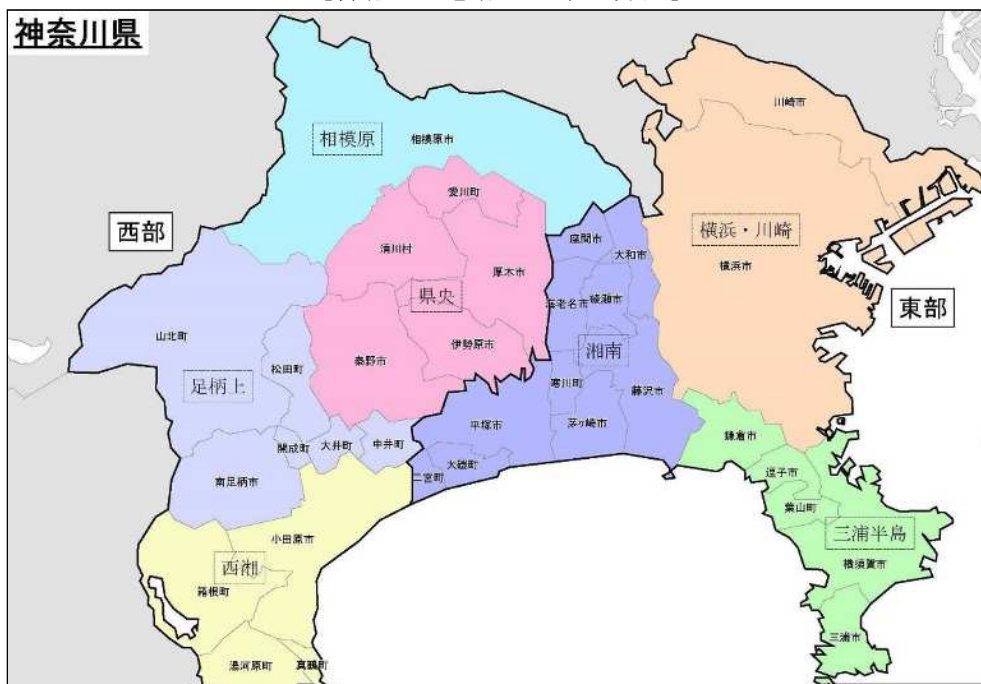 神奈川県
川崎市
相模原
相模原市
愛川町
西部
清川村
座間市
大和市
横浜・川崎
横浜市
厚木市
県央
海老名市
綾瀬市
東部
山北町
伊勢原市
秦野市
松田町
湘南
足柄上
寒川町
藤沢市
平塚市
茅ヶ崎市
鎌倉市
開成町
大井町
中井町
大磯町
二宮町
逗子市
南足柄市
葉山町
三浦半島
小田原市
西湘
横須賀市
箱根町
三浦市
湯河原町
真鶴町